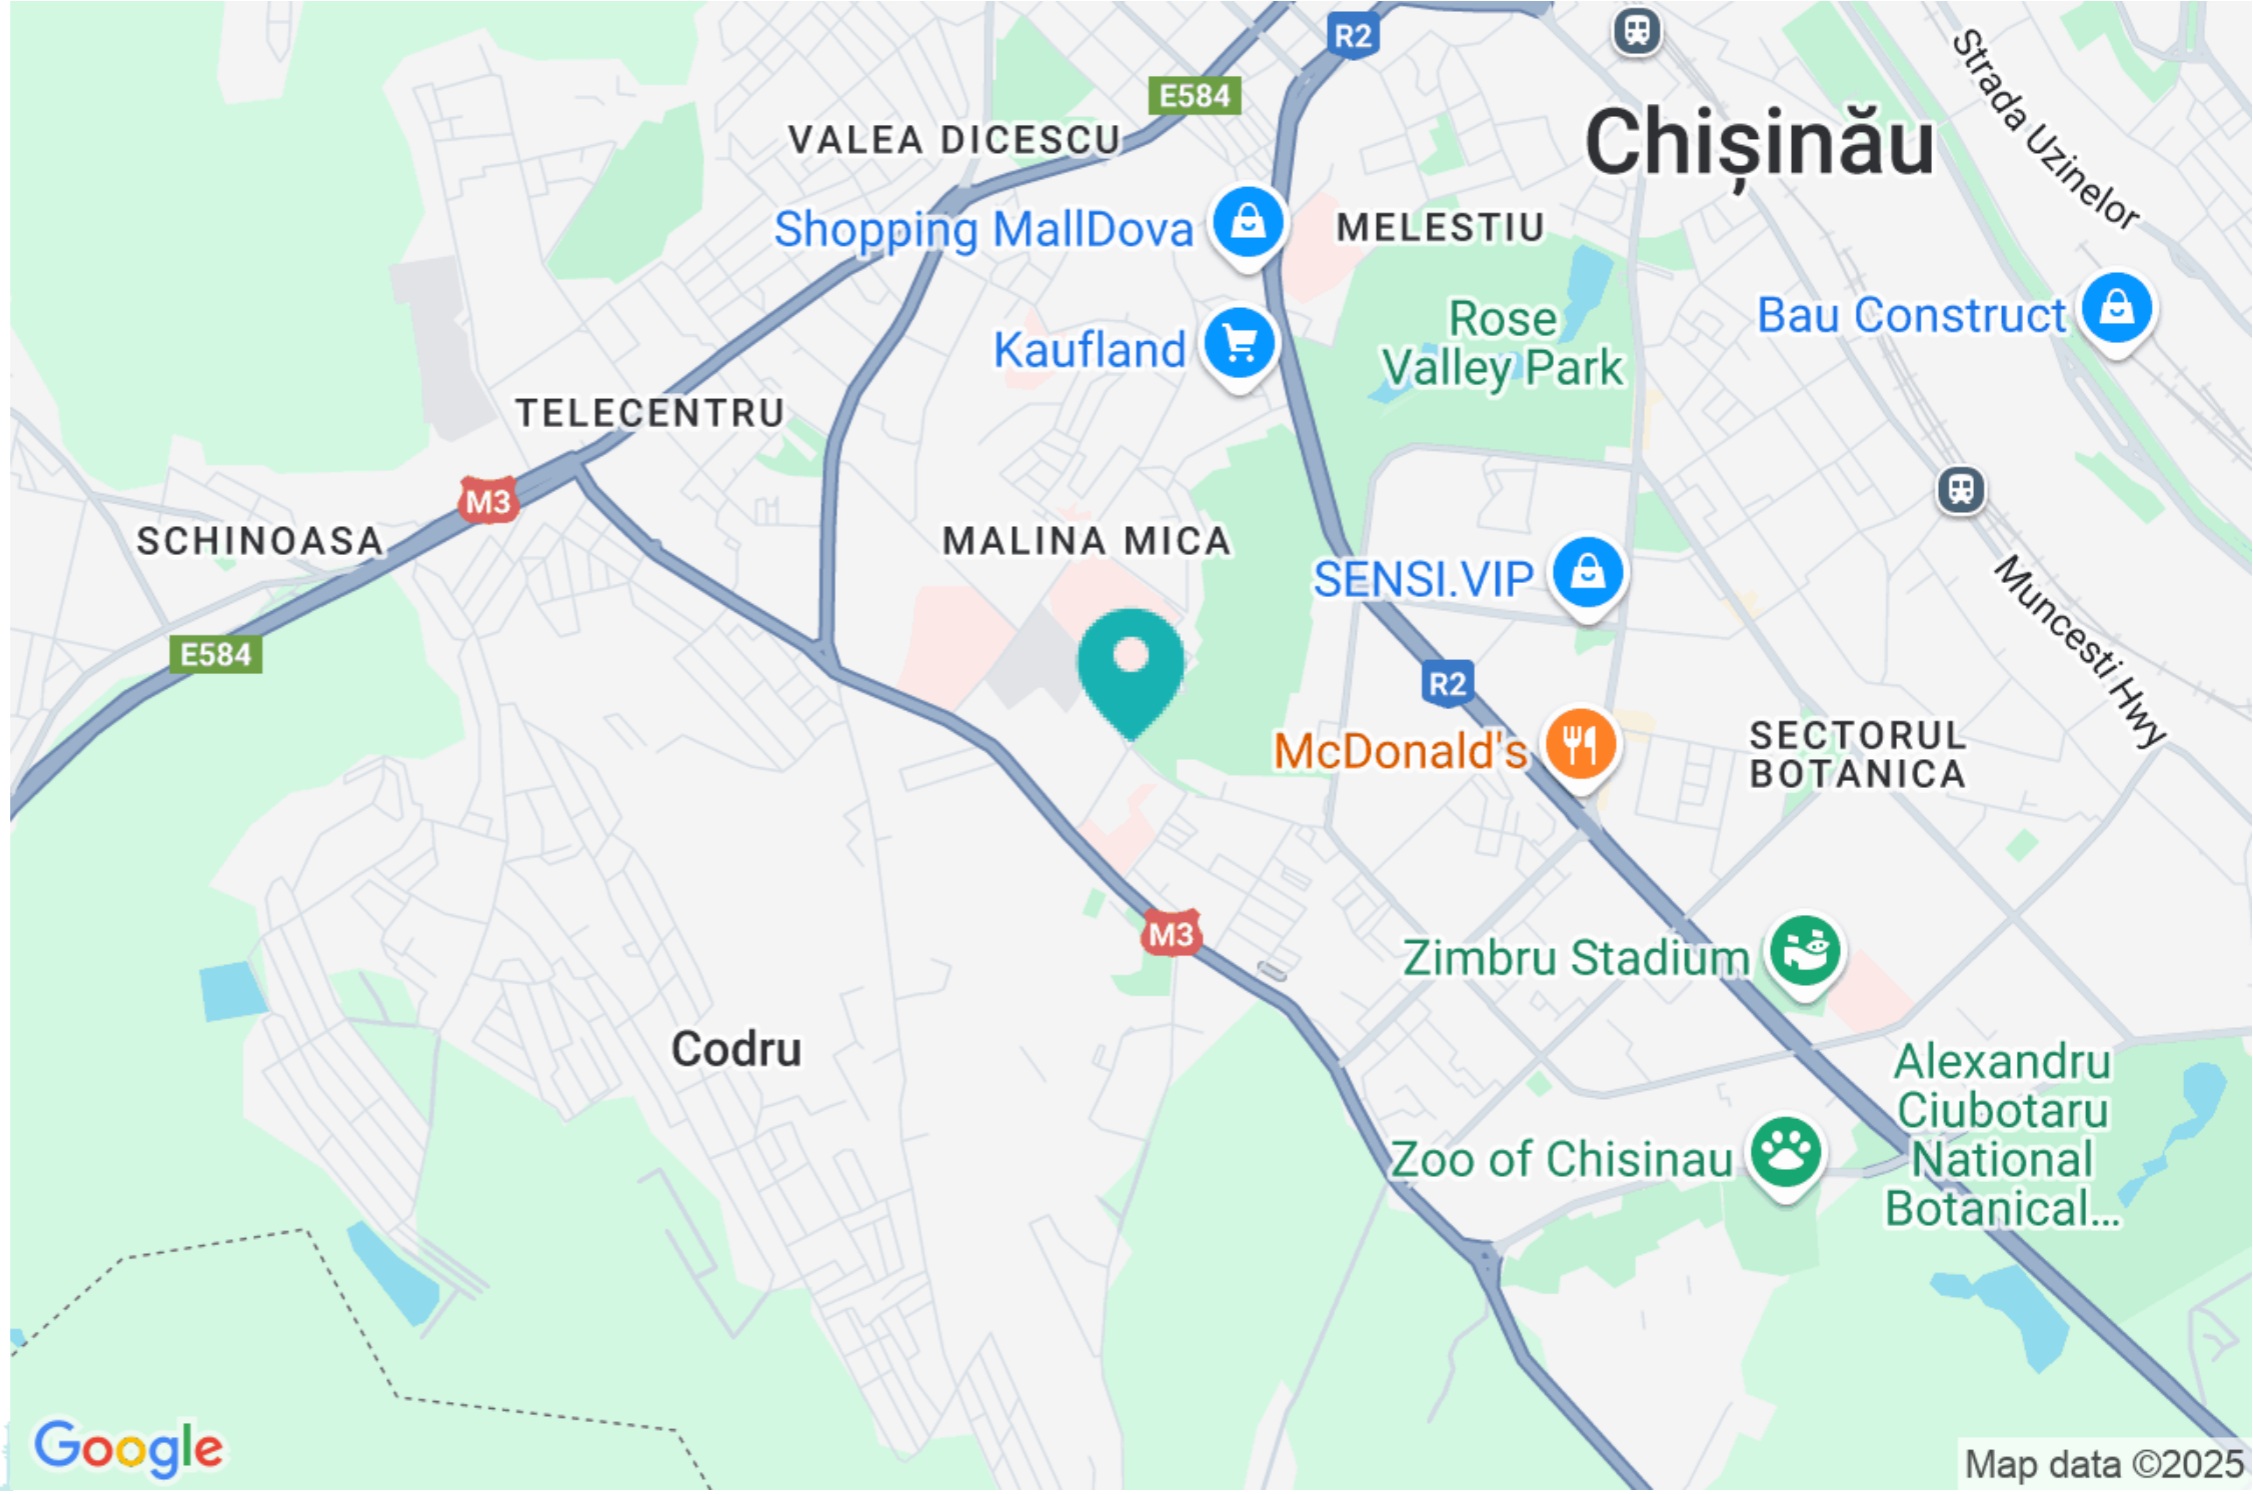 R2
E584
Strada Uzinelor
VALEA DICESCU
Chișinău
Shopping MallDova
MELESTIU
Rose
Valley Park
Bau Construct
Kaufland
TELECENTRU
M3
SCHINOASA
MALINA MICA
SENSI.VIP
Muncesti Hwy
E584
R2
McDonald's
SECTORUL
BOTANICA
M3
Zimbru Stadium
Codru
Alexandru
Ciubotaru
National
Botanical...
Zoo of Chisinau
Google
Map data ©2025